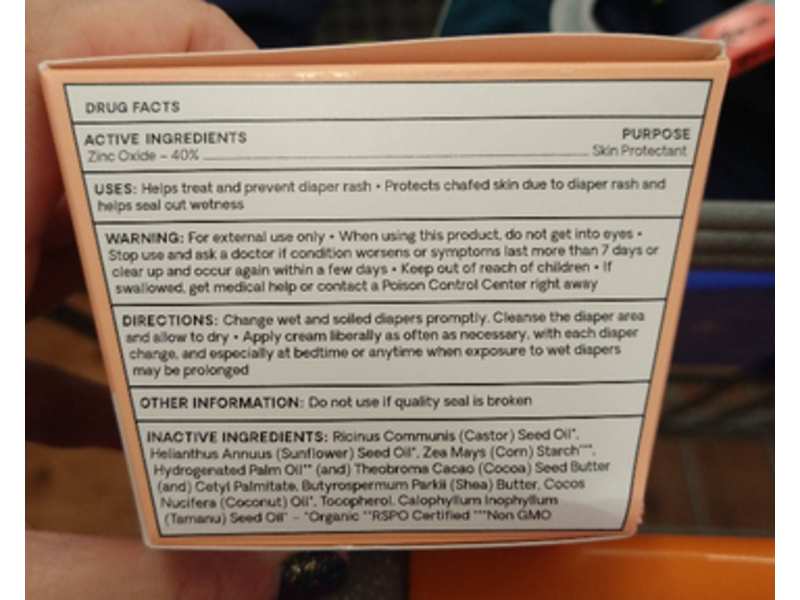 DRUG FACTS
ACTIVE INGREDIENTS PURPOSE
Zinc Oxide – 40% Skin Protectant
USES: Helps treat and prevent diaper rash • Protects chafed skin due to diaper rash and
helps seal out wetness
WARNING: For external use only • When using this product, do not get into eyes •
Stop use and ask a doctor if condition worsens or symptoms last more than 7 days or
clear up and occur again within a few days • Keep out of reach of children • If
swallowed, get medical help or contact a Poison Control Center right away
DIRECTIONS: Change wet and soiled diapers promptly. Cleanse the diaper area
and allow to dry • Apply cream liberally as often as necessary, with each diaper
change, and especially at bedtime or anytime when exposure to wet diapers
may be prolonged
OTHER INFORMATION: Do not use if quality seal is broken
INACTIVE INGREDIENTS: Ricinus Communis (Castor) Seed Oil*,
Helianthus Annuus (Sunflower) Seed Oil*, Zea Mays (Corn) Starch***,
Hydrogenated Palm Oil** (and) Theobroma Cacao (Cocoa) Seed Butter
(and) Cetyl Palmitate, Butyrospermum Parkii (Shea) Butter, Cocos
Nucifera (Coconut) Oil*, Tocopherol, Calophyllum Inophyllum
(Tamanu) Seed Oil* – *Organic **RSPO Certified ***Non GMO